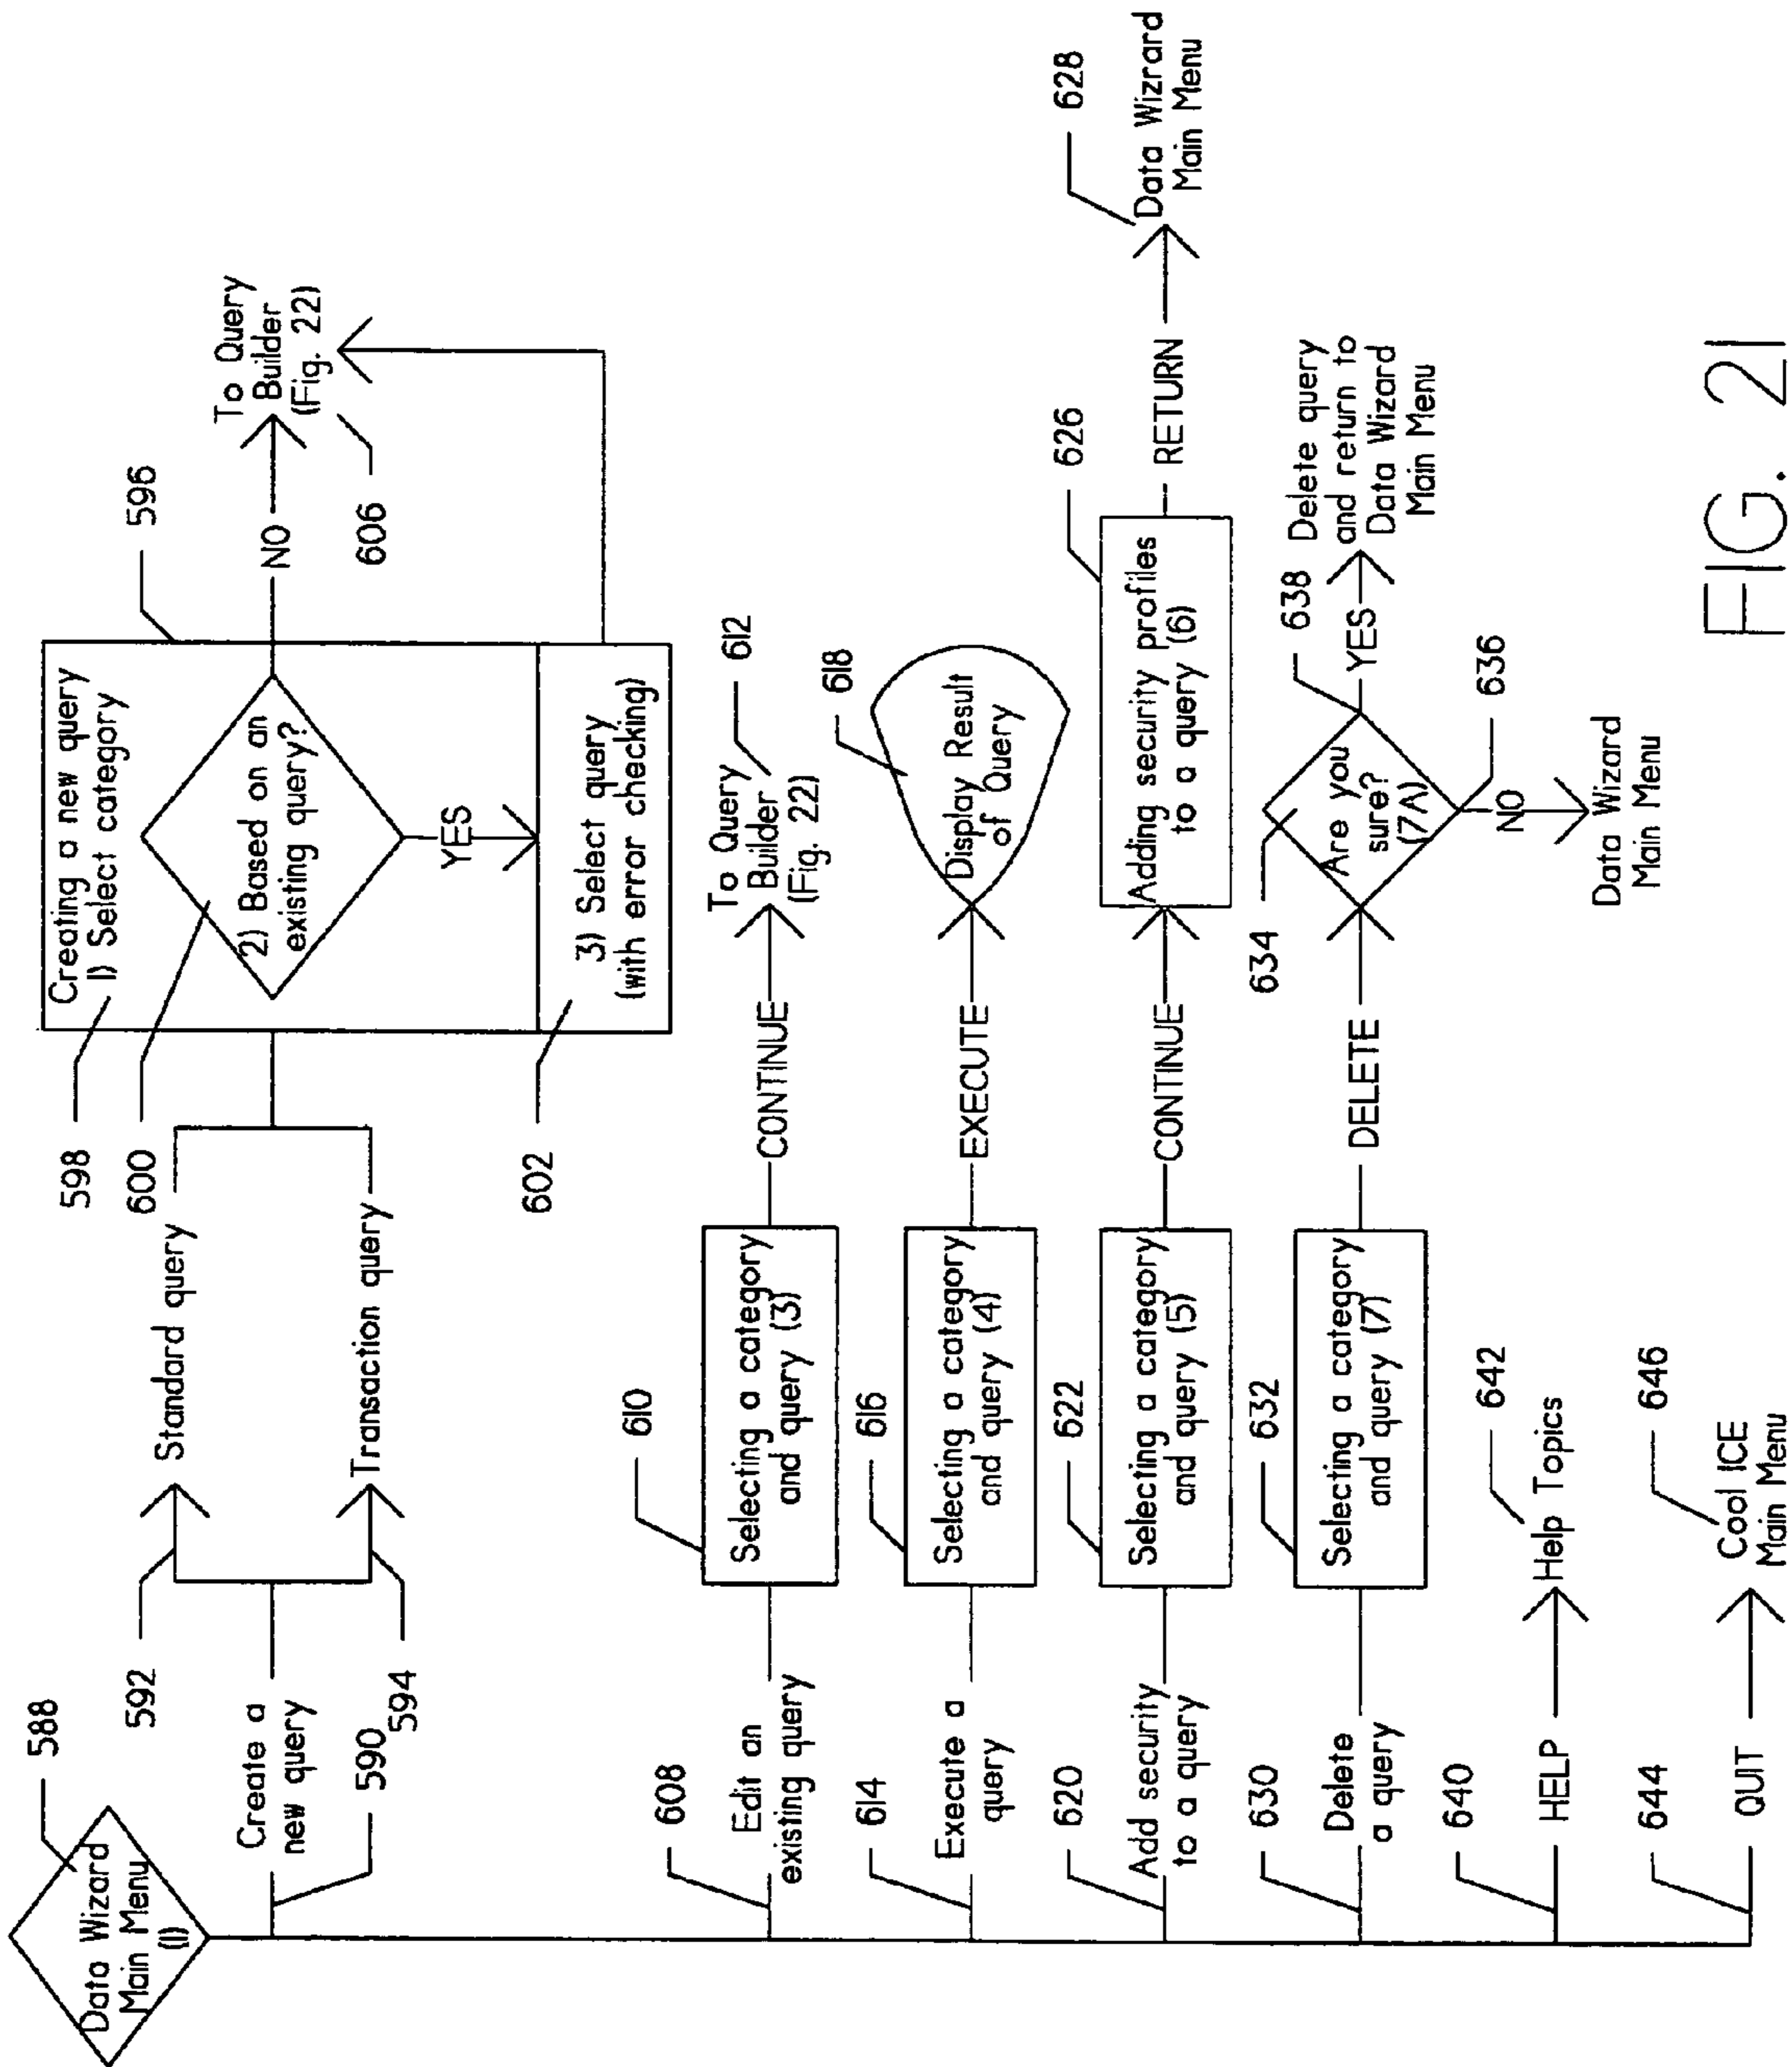 588
Data Wizard
Main Menu
(1)
Create a
new query
590
592
Standard query
594
Transaction query
596
598
Creating a new query
1) Select category
600
2) Based on an
existing query?
NO
To Query
Builder
(Fig. 22)
606
YES
602
3) Select query
(with error checking)
608
Edit an
existing query
610
Selecting a category
and query (3)
CONTINUE
To Query
Builder
(Fig. 22)
612
614
Execute a
query
616
Selecting a category
and query (4)
EXECUTE
618
Display Result
of Query
620
Add security
to a query
622
Selecting a category
and query (5)
CONTINUE
626
Adding security profiles
to a query (6)
RETURN
628
Data Wizard
Main Menu
630
Delete
a query
632
Selecting a category
and query (7)
DELETE
634
Are you
sure?
(7A)
638
YES
Delete query
and return to
Data Wizard
Main Menu
636
NO
Data Wizard
Main Menu
640
HELP
642
Help Topics
644
QUIT
646
Cool ICE
Main Menu
FIG. 21